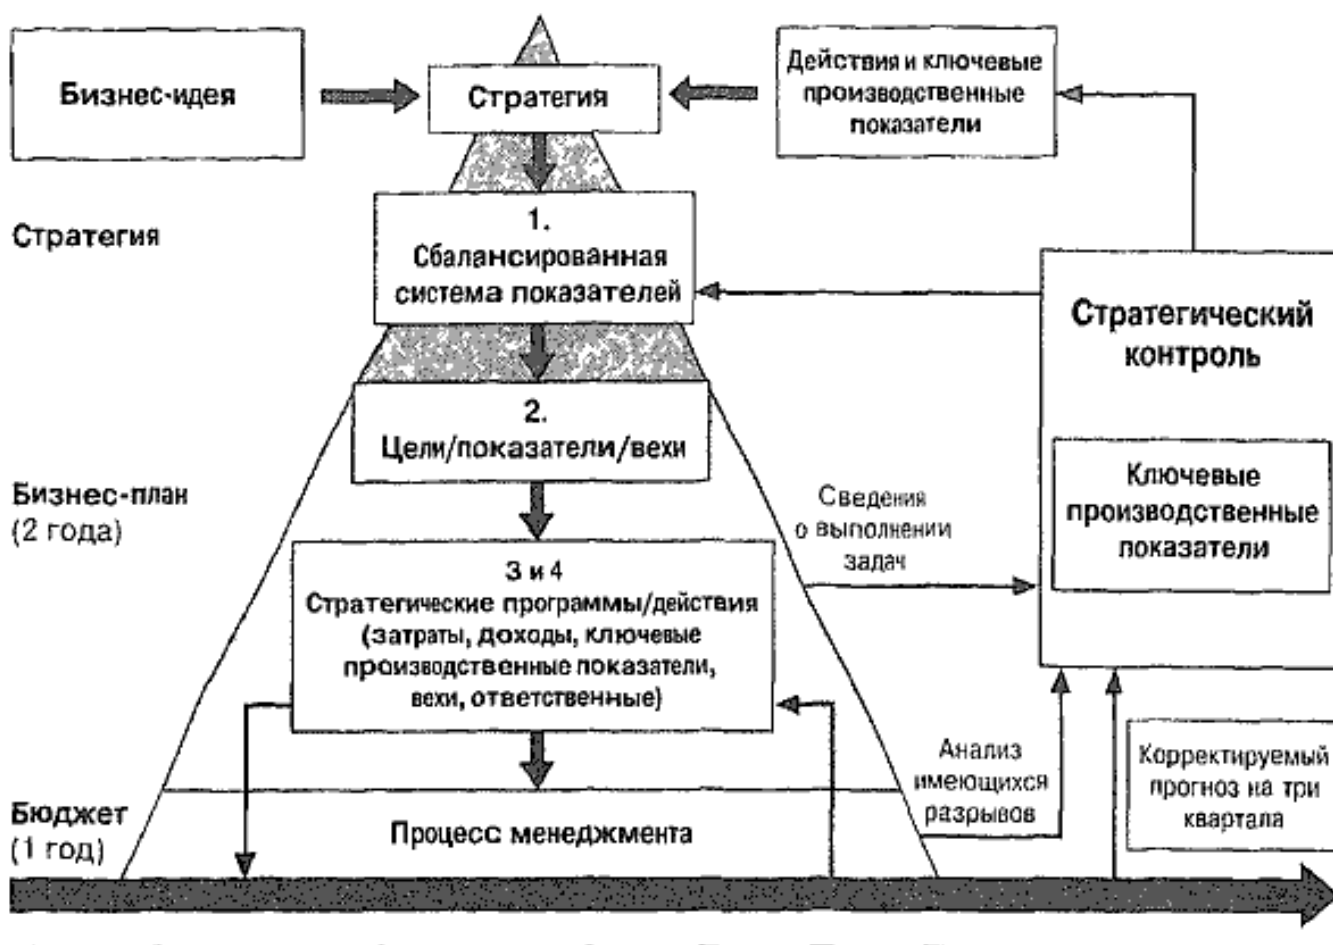 Бизнес-идея
Стратегия
Действия и ключевые
производственные
показатели
Стратегия
1.
Сбалансированная
система показателей
Стратегический
контроль
Ключевые
производственные
показатели
2.
Цели/показатели/вехи
Бизнес-план
(2 года)
Сведения
о выполнении
задач
3 и 4
Стратегические программы/действия
(затраты, доходы, ключевые
производственные показатели,
вехи, ответственные)
Анализ
имеющихся
разрывов
Корректируемый
прогноз на три
квартала
Бюджет
(1 год)
Процесс менеджмента